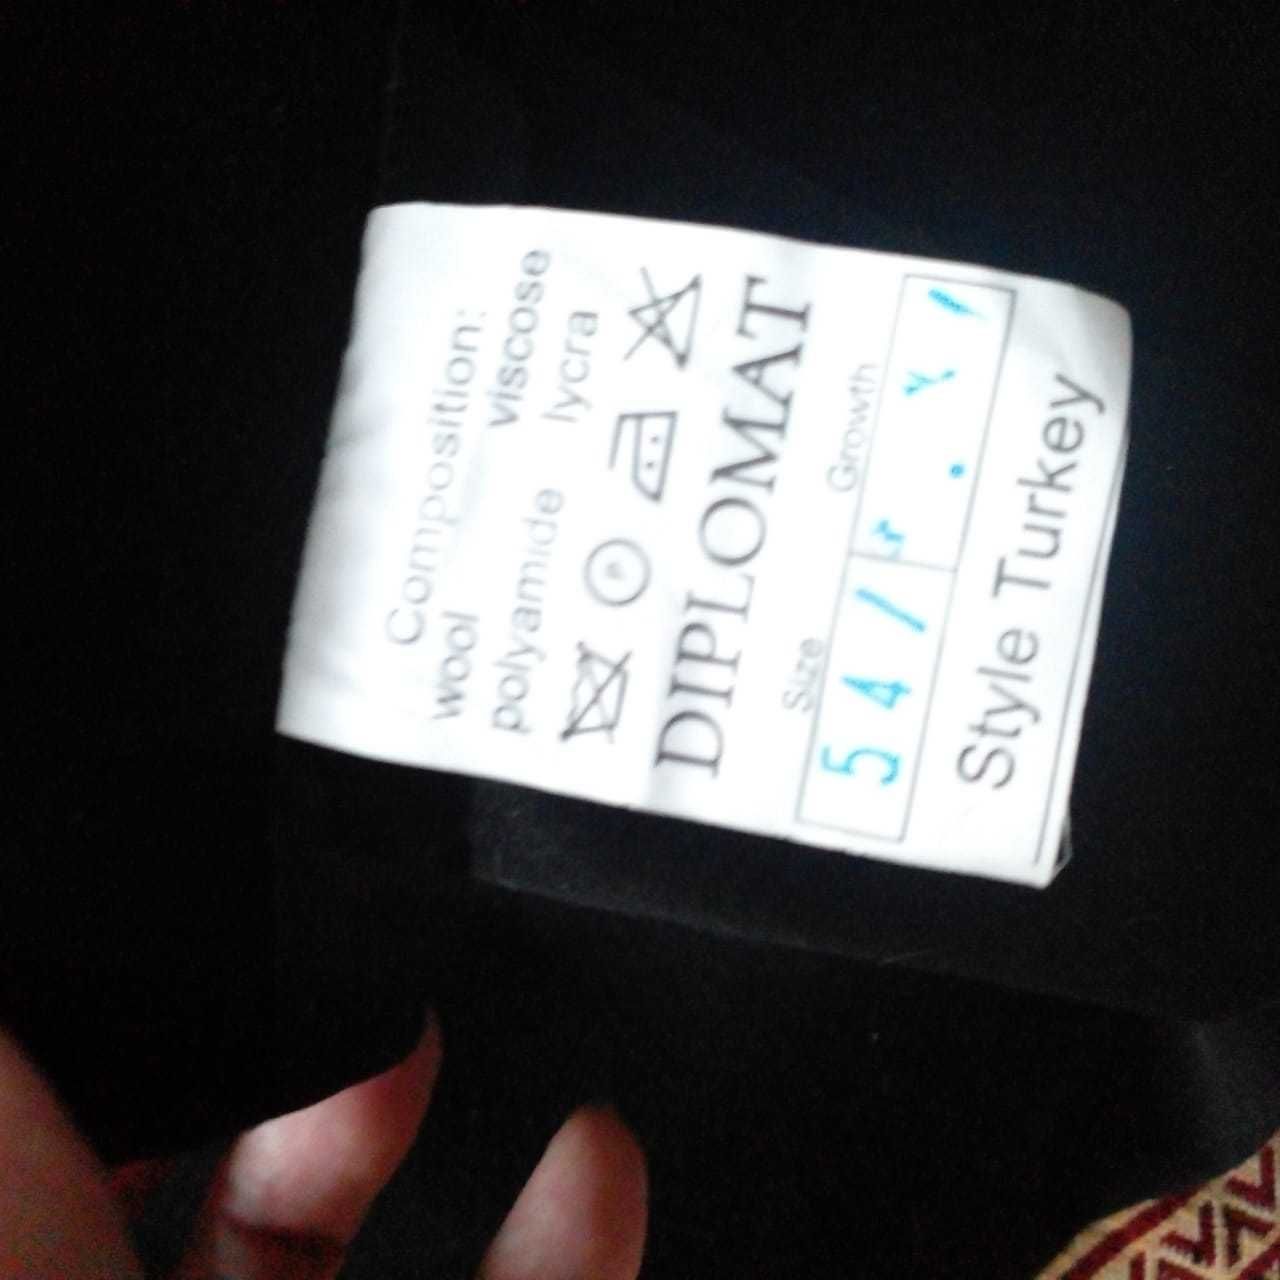 Composition:
wool viscose
polyamide lycra
P
DIPLOMAT
Size Growth
54/
Style Turkey